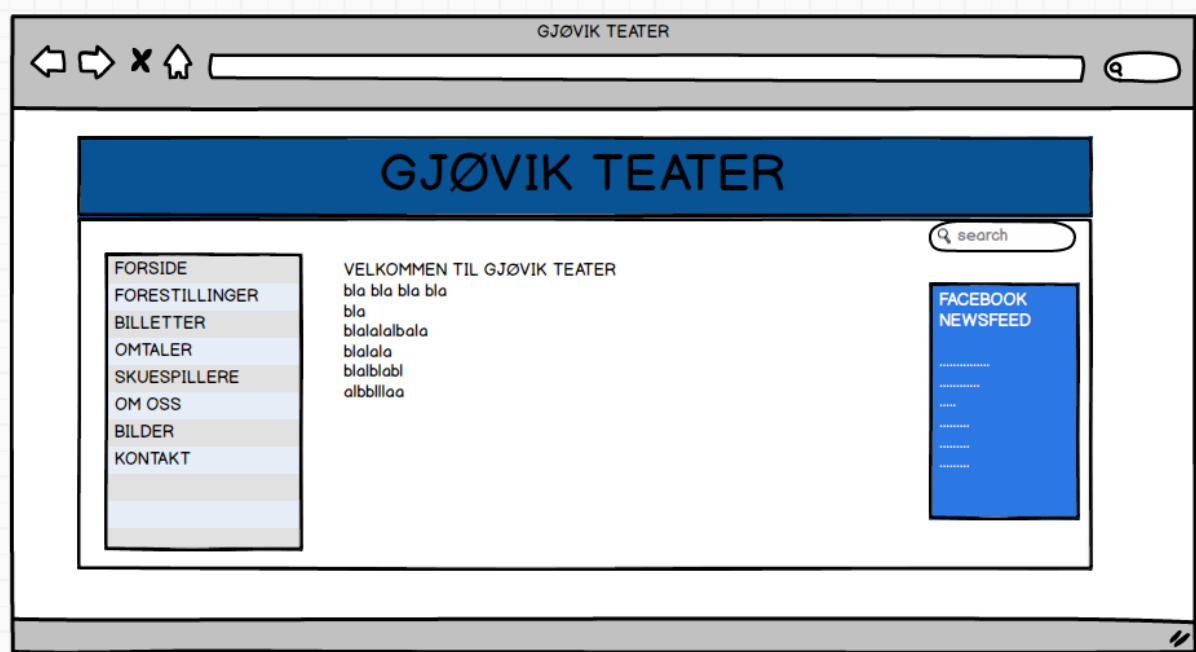 GJØVIK TEATER
GJØVIK TEATER
search
FORSIDE
FORESTILLINGER
BILLETTER
OMTALER
SKUESPILLERE
OM OSS
BILDER
KONTAKT
VELKOMMEN TIL GJØVIK TEATER
bla bla bla bla
bla
blalalalbala
blalala
blalblabl
albblllaa
FACEBOOK
NEWSFEED
...............
............
.....
.........
.........
.........